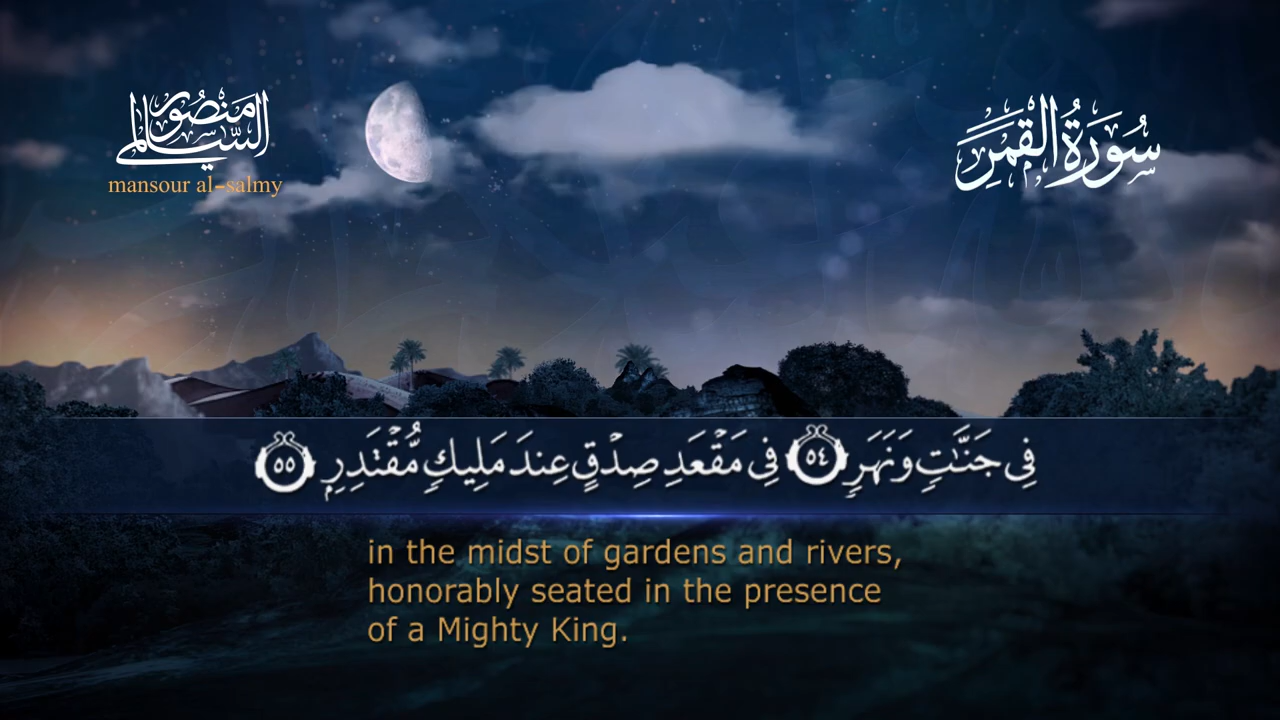 منصور السالمي
mansour al-salmy
سُورَةُ القَمَرِ
فِى جَنَّٰتٍ وَنَهَرٍ ٥٤ فِى مَقْعَدِ صِدْقٍ عِندَ مَلِيكٍ مُّقْتَدِرٍۭ ٥٥
in the midst of gardens and rivers,
honorably seated in the presence
of a Mighty King.